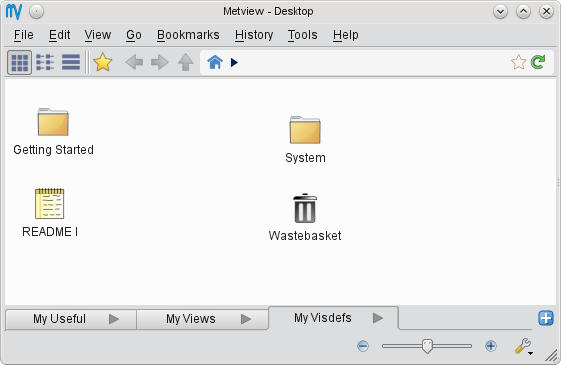 Metview - Desktop
File Edit View Go Bookmarks History Tools Help
Getting Started
System
README I
Wastebasket
My Useful My Views My Visdefs